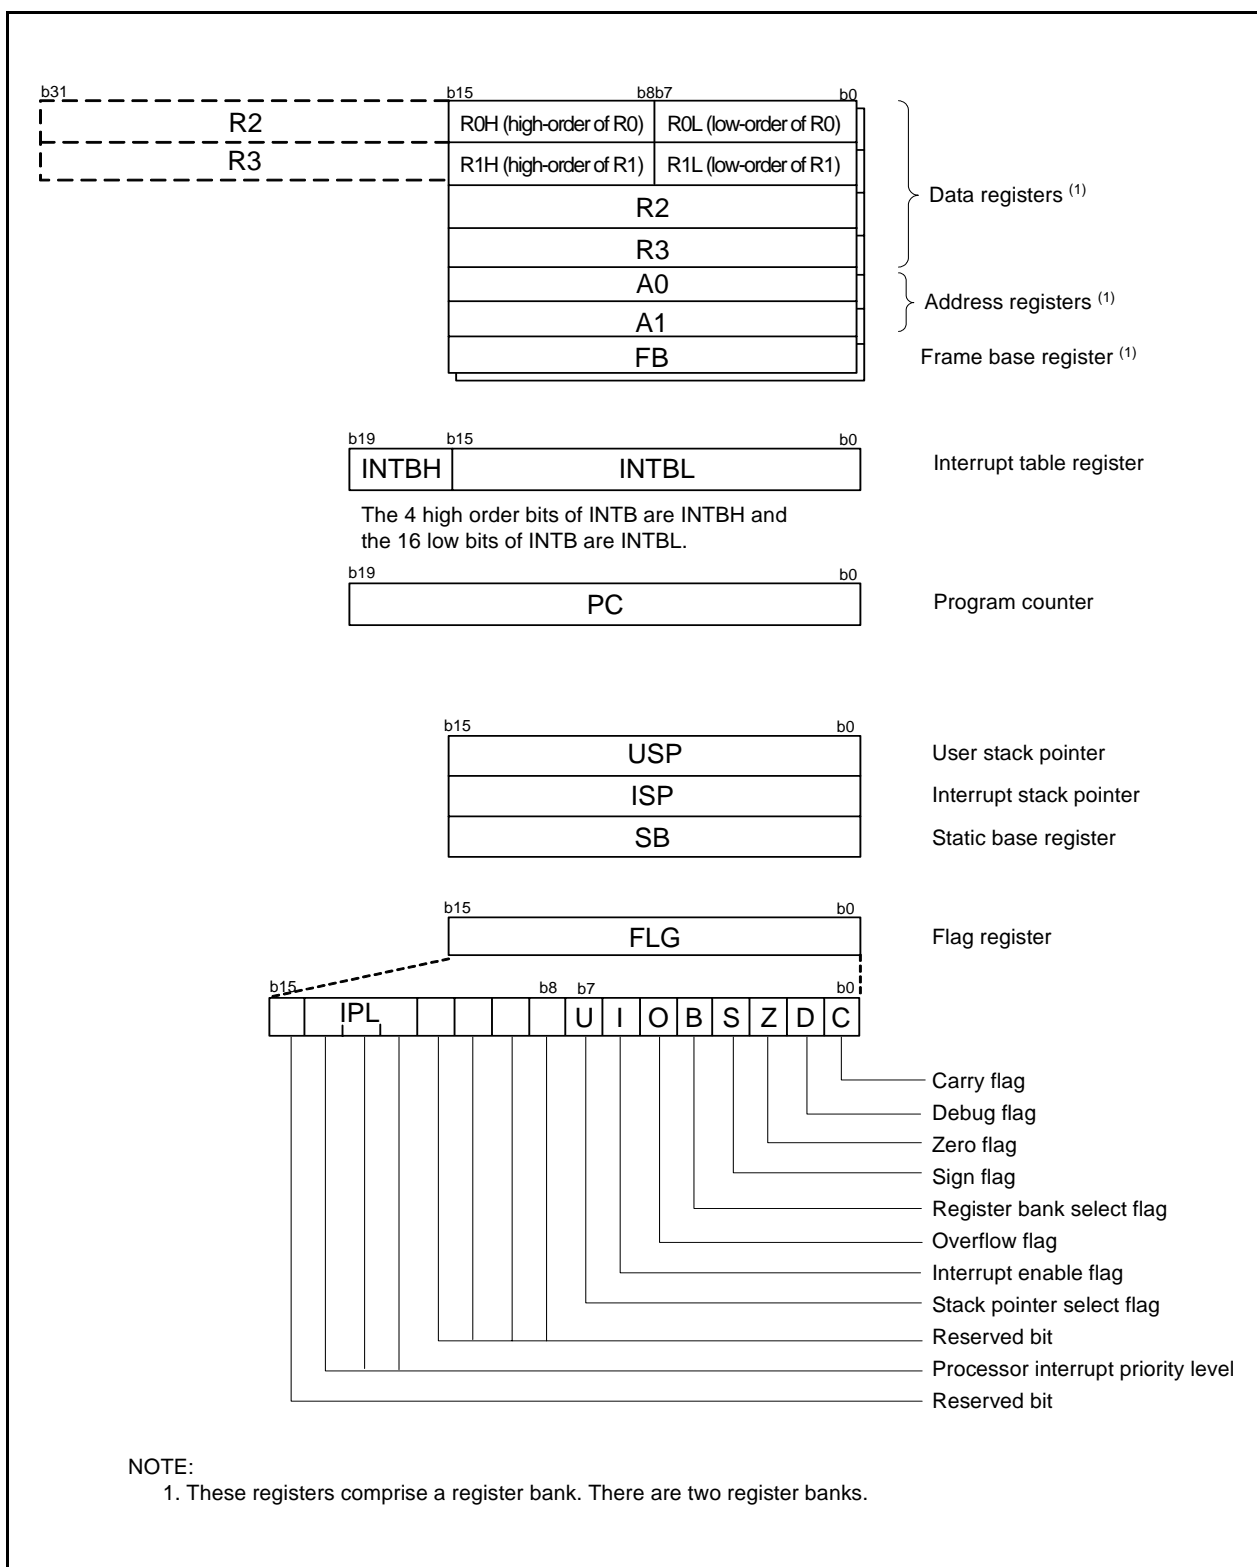 b31 b15 b8b7 b0
R2 R0H (high-order of R0) R0L (low-order of R0)
R3 R1H (high-order of R1) R1L (low-order of R1)
R2
Data registers (1)
R3
A0
Address registers (1)
A1
FB Frame base register (1)
b19 b15 b0
INTBH INTBL Interrupt table register
The 4 high order bits of INTB are INTBH and
the 16 low bits of INTB are INTBL.
b19 b0
PC Program counter
b15 b0
USP User stack pointer
ISP Interrupt stack pointer
SB Static base register
b15 b0
FLG Flag register
b15 b8 b7 b0
IPL U I O B S Z D C
Carry flag
Debug flag
Zero flag
Sign flag
Register bank select flag
Overflow flag
Interrupt enable flag
Stack pointer select flag
Reserved bit
Processor interrupt priority level
Reserved bit
NOTE:
1. These registers comprise a register bank. There are two register banks.